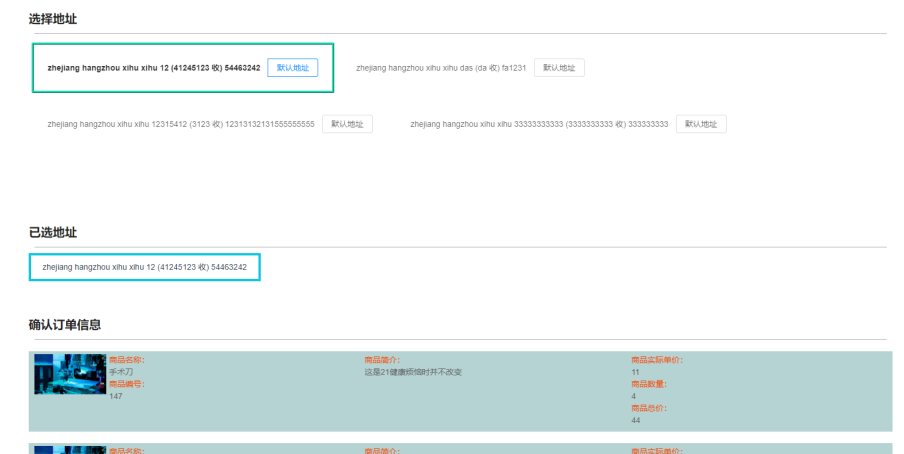 选择地址
zhejiang hangzhou xihu xihu 12 (41245123 收) 54463242 默认地址 zhejiang hangzhou xihu xihu das (da 收) fa1231 默认地址
zhejiang hangzhou xihu xihu 12315412 (3123 收) 12313132131555555555 默认地址 zhejiang hangzhou xihu xihu 33333333333 (3333333333 收) 333333333 默认地址
已选地址
zhejiang hangzhou xihu xihu 12 (41245123 收) 54463242
确认订单信息
商品名称: 商品简介: 商品实际单价:
手术刀 这是21健康烦恼时并不改变 11
商品编号: 商品数量:
147 4
商品总价:
44
商品名称: 商品简介: 商品实际单价: